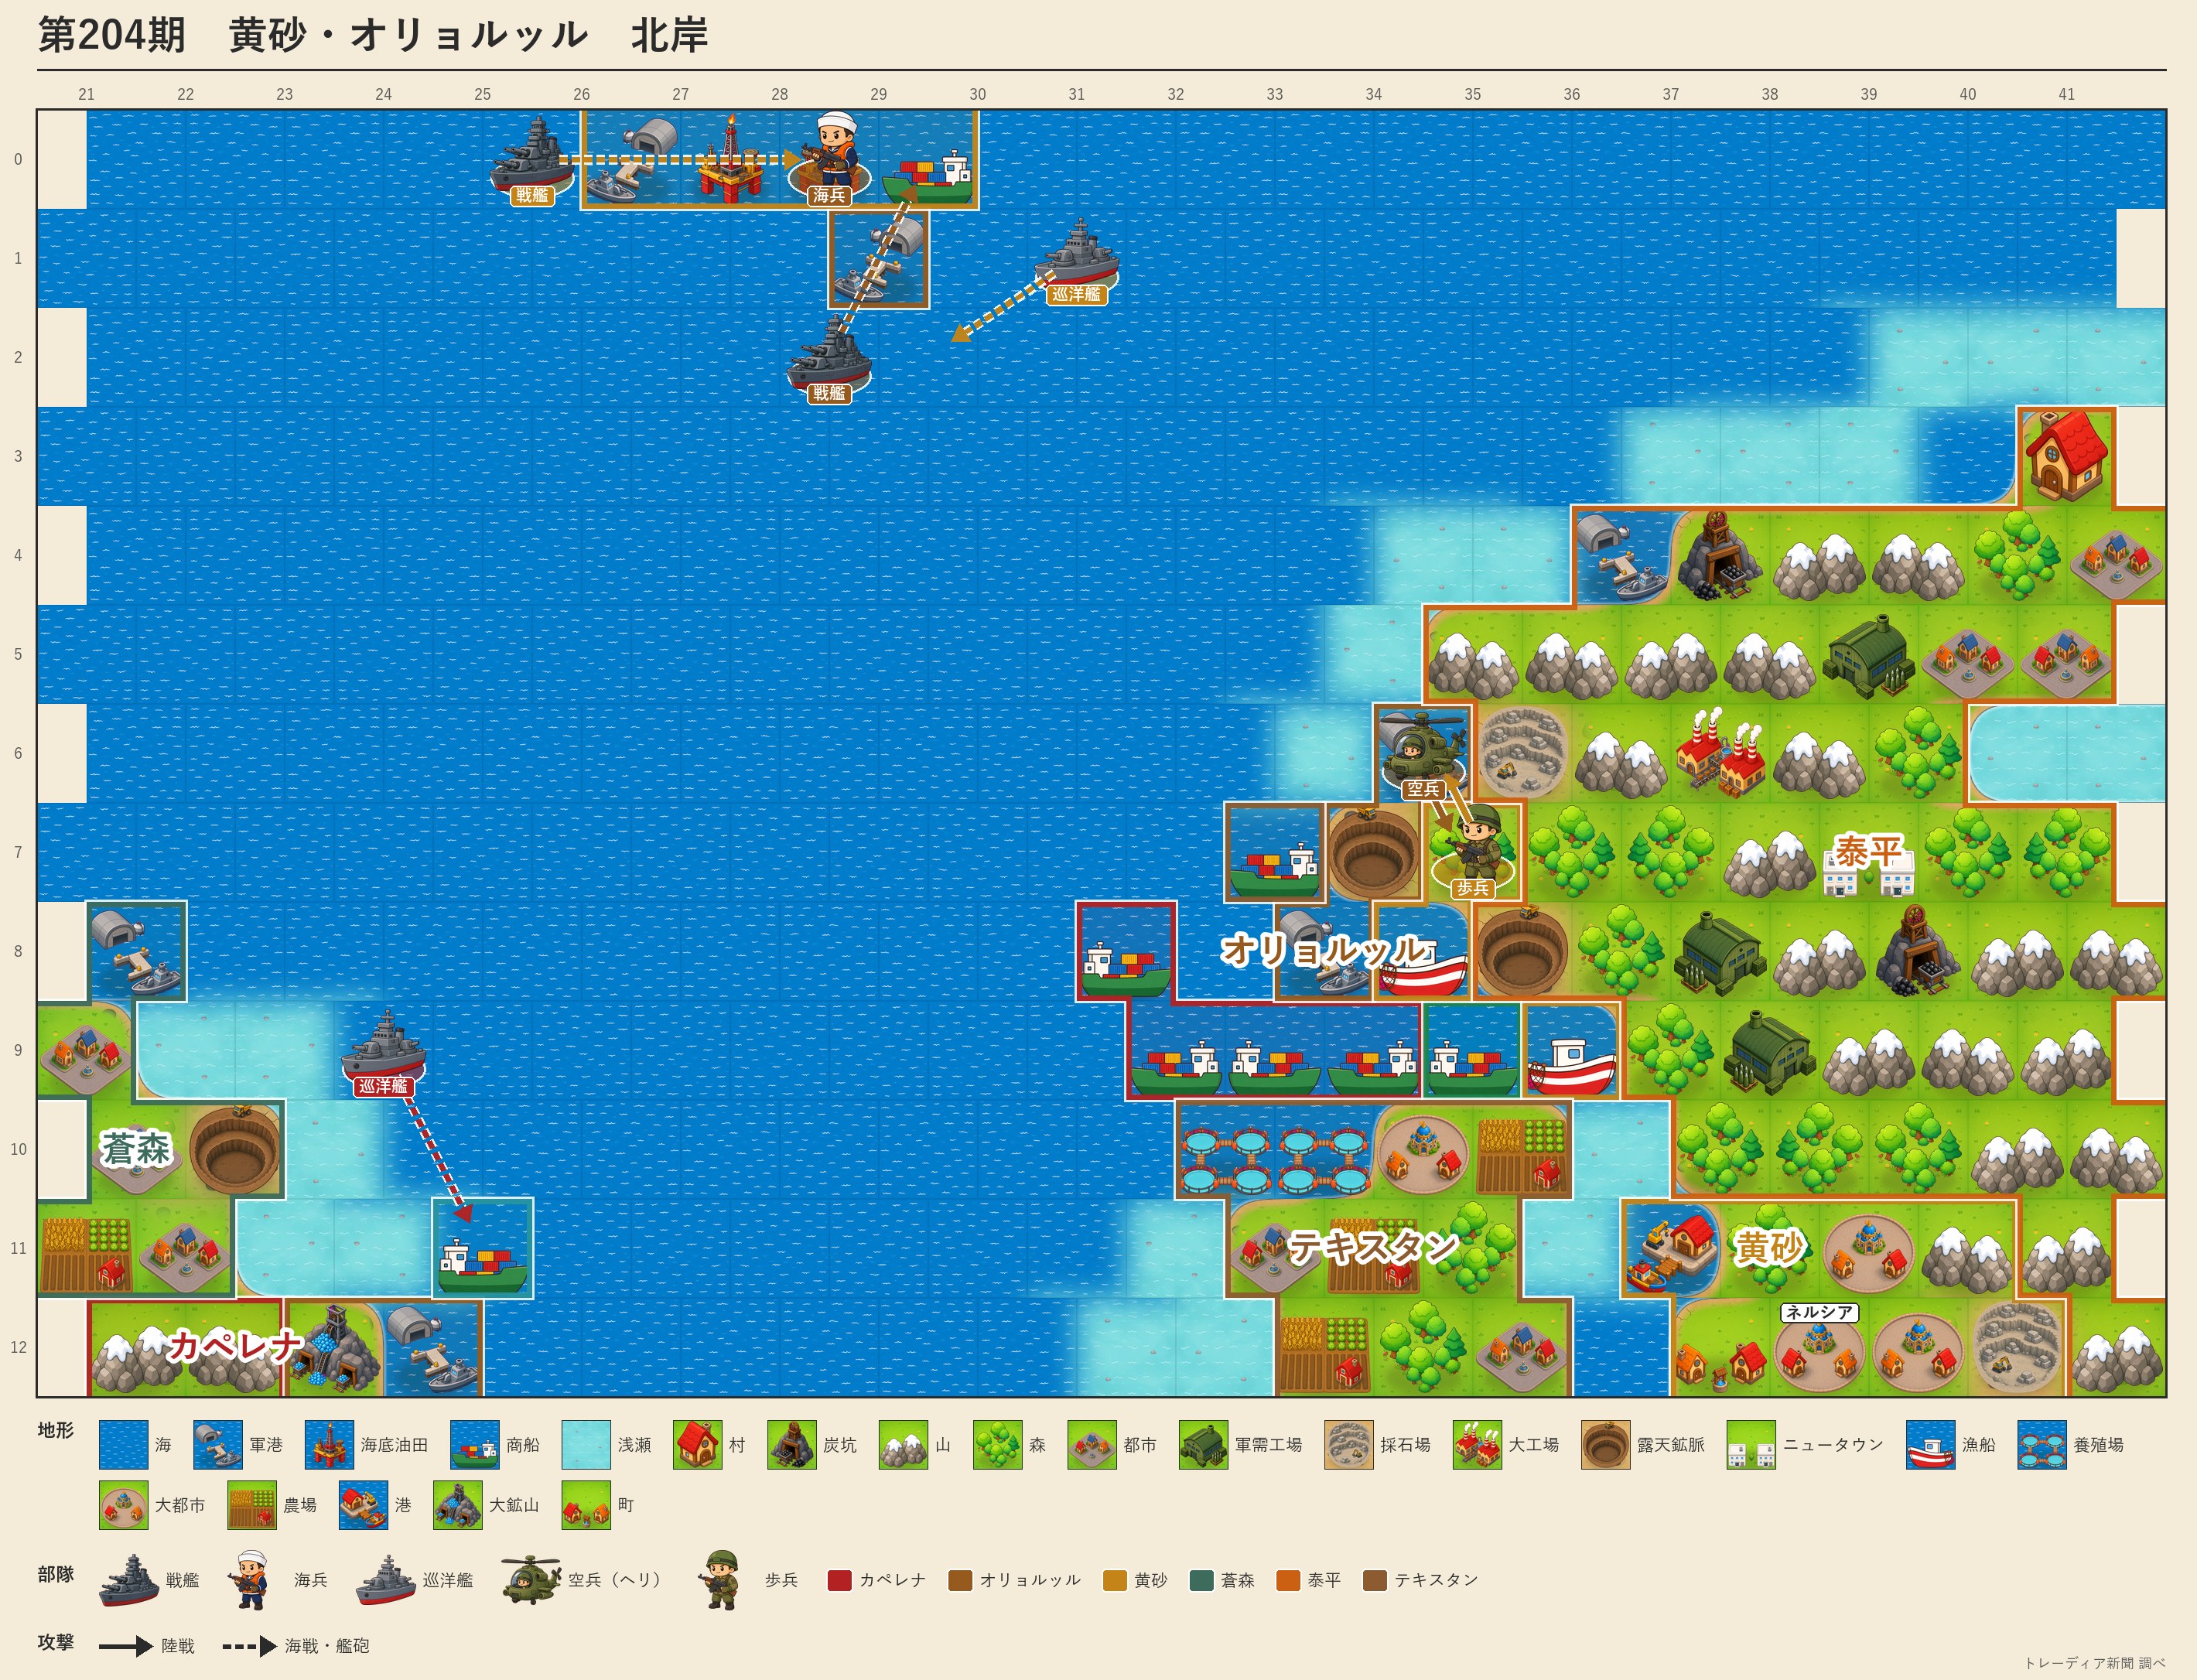 第204期 黄砂・オリョルッル 北岸
21 22 23 24 25 26 27 28 29 30 31 32 33 34 35 36 37 38 39 40 41
0
戦艦 海兵
1
巡洋艦
2
戦艦
3
4
5
6
空兵
7
泰平
歩兵
8
オリョルッル
9
巡洋艦
10
蒼森
11
テキスタン 黄砂
ネルシア
12
カペレナ
地形 海 軍港 海底油田 商船 浅瀬 村 炭坑 山 森 都市 軍需工場 採石場 大工場 露天鉱脈 ニュータウン 漁船 養殖場
大都市 農場 港 大鉱山 町
部隊 戦艦 海兵 巡洋艦 空兵（ヘリ） 歩兵 カペレナ オリョルッル 黄砂 蒼森 泰平 テキスタン
攻撃 陸戦 海戦・艦砲
トレーディア新聞 調べ